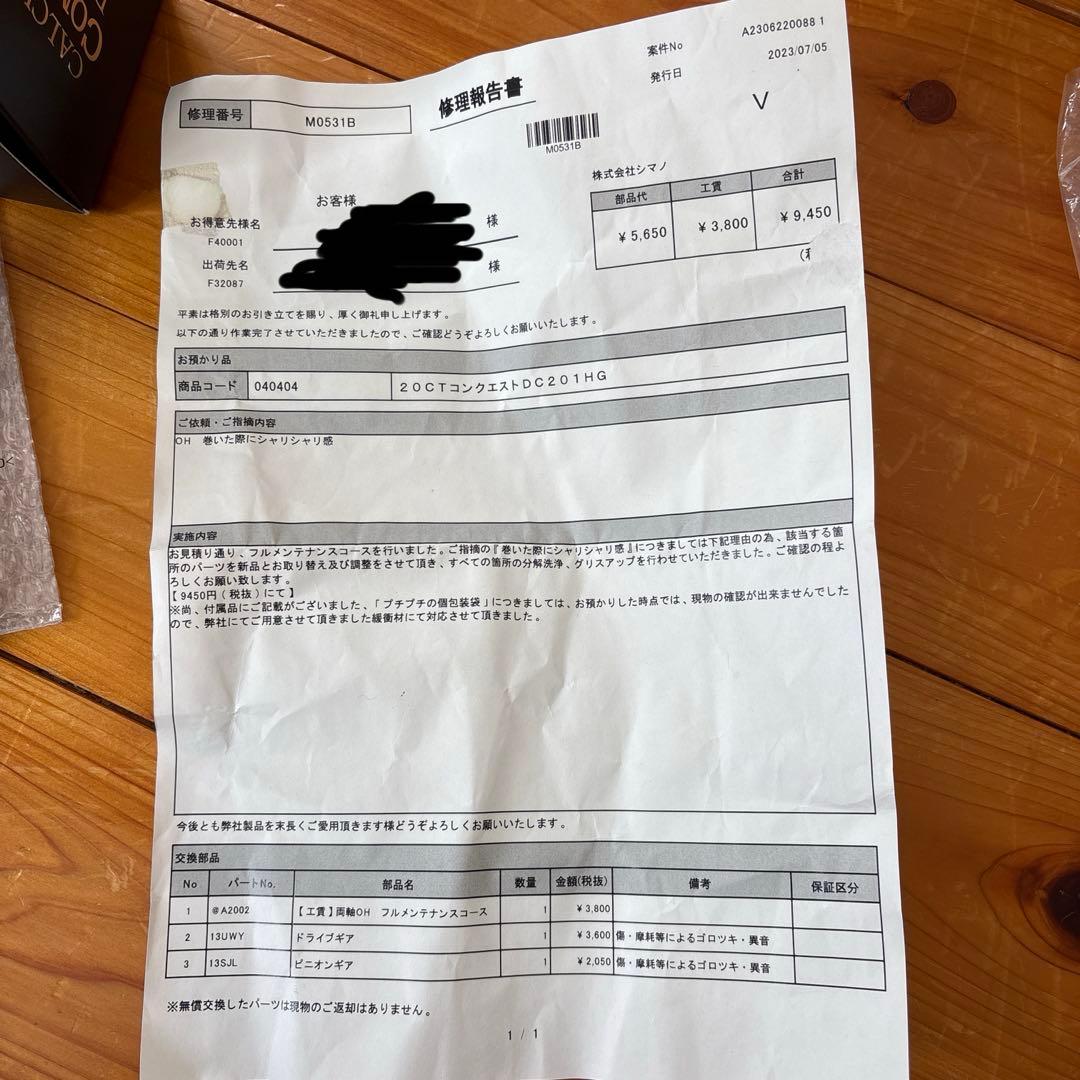 CALC
CON
案件No A2306220088 1
発行日 2023/07/05
修理番号 M0531B
修理報告書
M0531B
V
株式会社シマノ
部品代 工賃 合計
¥5,650 ¥3,800 ¥9,450
お客様
お得意先様名 様
F40001
出荷先名 様
F32087
平素は格別のお引き立てを賜り、厚く御礼申し上げます。
以下の通り作業完了させていただきましたので、ご確認どうぞよろしくお願いいたします。
お預かり品
商品コード 040404 20CTコンクエストDC201HG
ご依頼・ご指摘内容
OH 巻いた際にシャリシャリ感
実施内容
お見積り通り、フルメンテナンスコースを行いました。ご指摘の『巻いた際にシャリシャリ感』につきましては下記理由の為、該当する箇
所のパーツを新品とお取り替え及び調整をさせて頂き、すべての箇所の分解洗浄、グリスアップを行わせていただきました。ご確認の程よ
ろしくお願い致します。
【9450円(税抜)にて】
※尚、付属品にご記載がございました、「プチプチの個包装袋」につきましては、お預かりした時点では、現物の確認が出来ませんでした
ので、弊社にてご用意させて頂きました緩衝材にて対応させて頂きました。
今後とも弊社製品を末長くご愛用頂きます様どうぞよろしくお願いいたします。
交換部品
No パートNo. 部品名 数量 金額(税抜) 備考 保証区分
1 @A2002 【工賃】両軸OH フルメンテナンスコース 1 ¥3,800
2 13UWY ドライブギア 1 ¥3,600 傷・摩耗等によるゴロツキ・異音
3 13SJL ピニオンギア 1 ¥2,050 傷・摩耗等によるゴロツキ・異音
※無償交換したパーツは現物のご返却はありません。
1 / 1